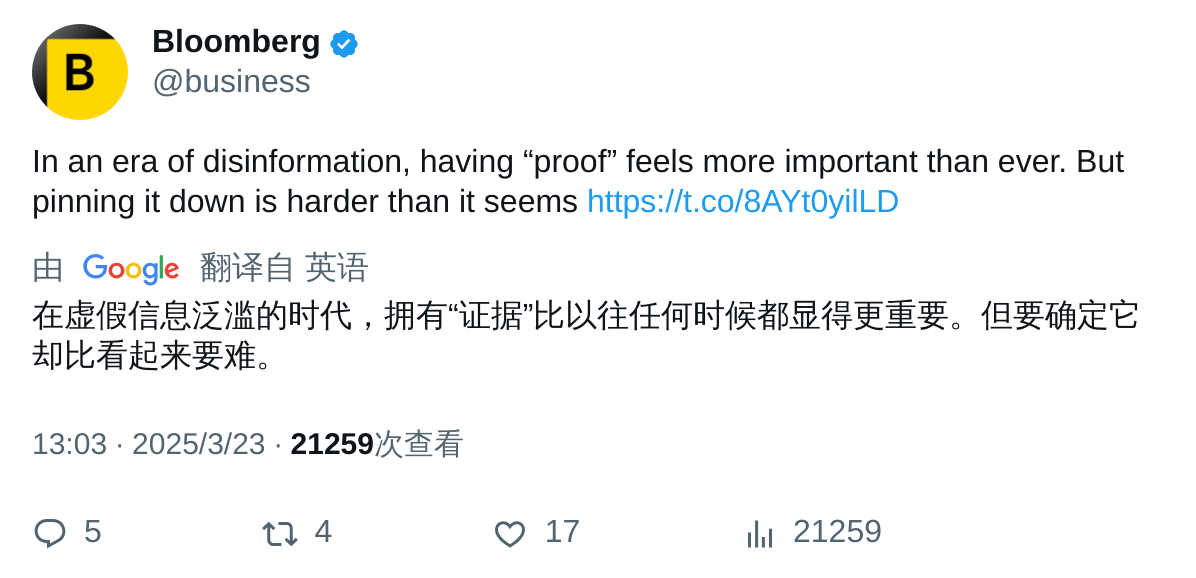 B
Bloomberg
@business
In an era of disinformation, having “proof” feels more important than ever. But
pinning it down is harder than it seems https://t.co/8AYt0yilLD
由 Google 翻译自 英语
在虚假信息泛滥的时代，拥有“证据”比以往任何时候都显得更重要。但要确定它
却比看起来要难。
13:03 · 2025/3/23 · 21259次查看
5 4 17 21259